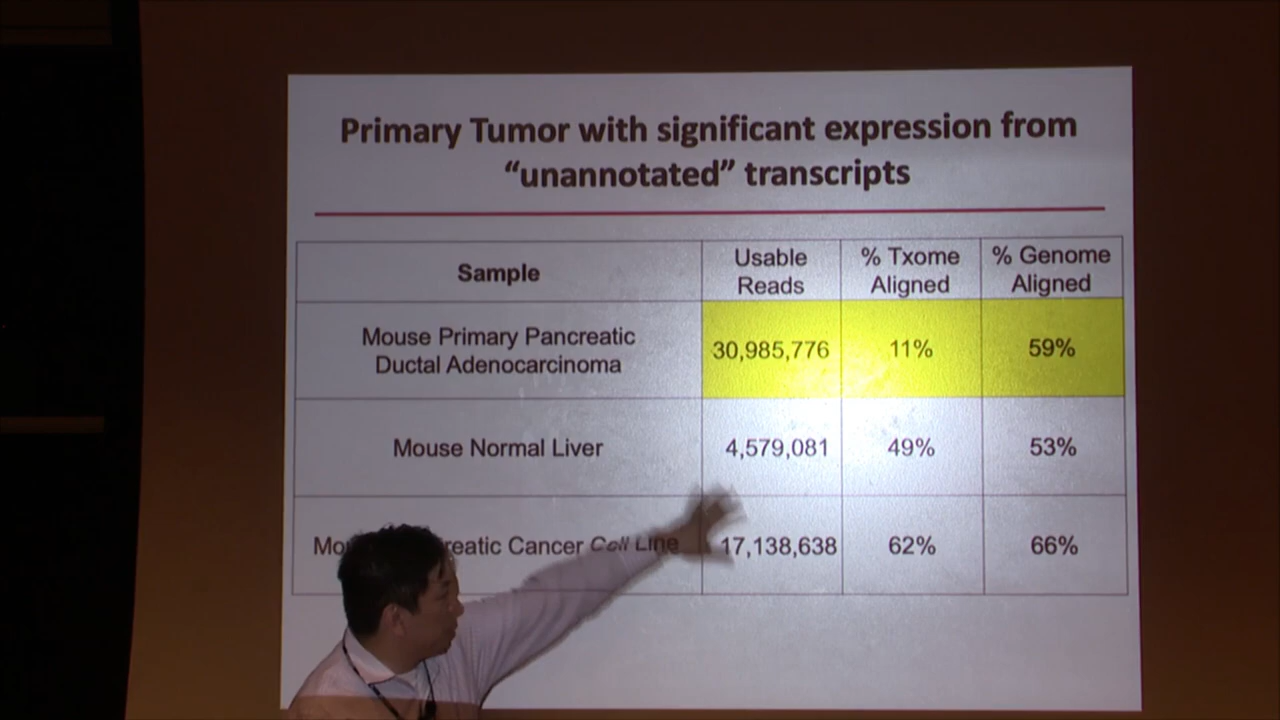 Primary Tumor with significant expression from
“unannotated” transcripts
Sample
Usable
Reads
% Txome
Aligned
% Genome
Aligned
Mouse Primary Pancreatic
Ductal Adenocarcinoma
30,985,776
11%
59%
Mouse Normal Liver
4,579,081
49%
53%
Cancer Cell Line
17,138,638
62%
66%